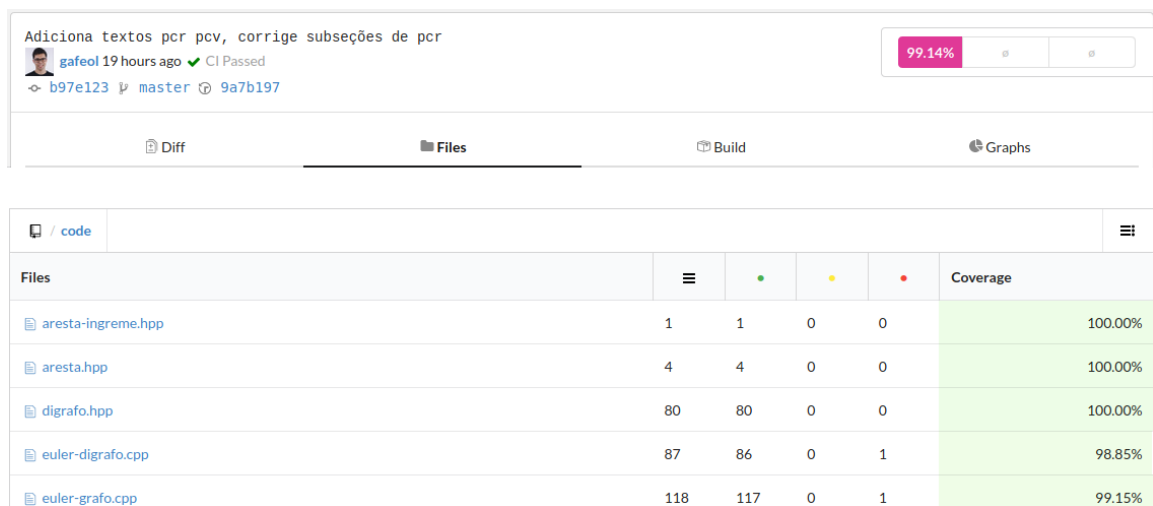 Adiciona textos pcr pcv, corrige subseções de pcr
gafeol 19 hours ago ✔ CI Passed
b97e123 master 9a7b197
99.14% ø ø
Diff Files Build Graphs
/ code
Files Coverage
aresta-ingreme.hpp 1 1 0 0 100.00%
aresta.hpp 4 4 0 0 100.00%
digrafo.hpp 80 80 0 0 100.00%
euler-digrafo.cpp 87 86 0 1 98.85%
euler-grafo.cpp 118 117 0 1 99.15%